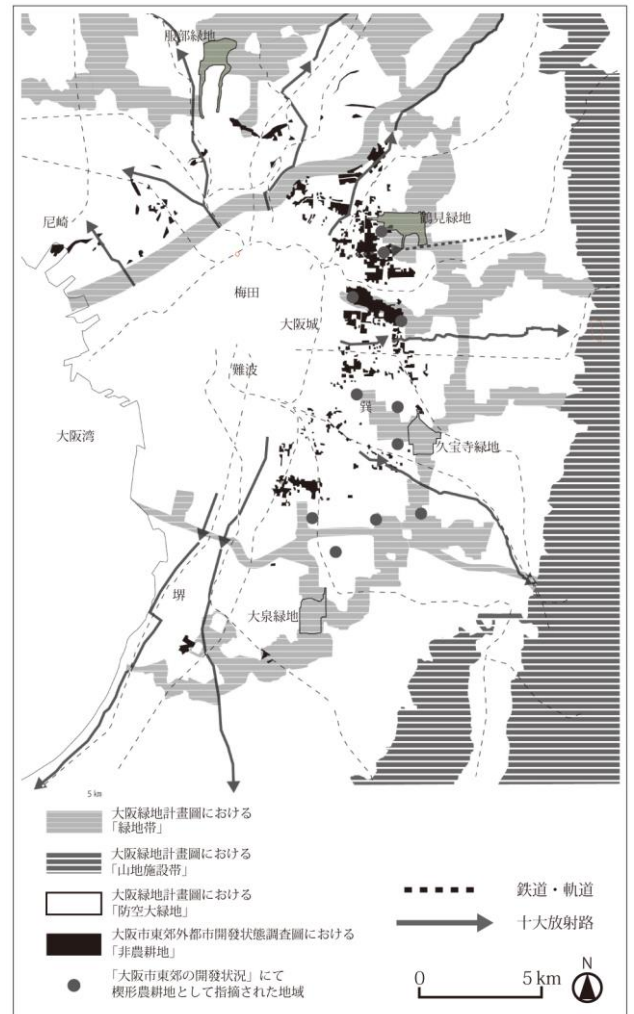 服部緑地
尼崎
鶴見緑地
梅田
大阪城
難波
巽
大阪湾
久宝寺緑地
堺
大泉緑地
5 km
大阪緑地計畫圖における
「緑地帯」
大阪緑地計畫圖における
「山地施設帯」
大阪緑地計畫圖における
「防空大緑地」
大阪市東郊外都市開發状態調査圖における
「非農耕地」
「大阪市東郊の開發状況」にて
楔形農耕地として指摘された地域
鉄道・軌道
十大放射路
0 5 km
N